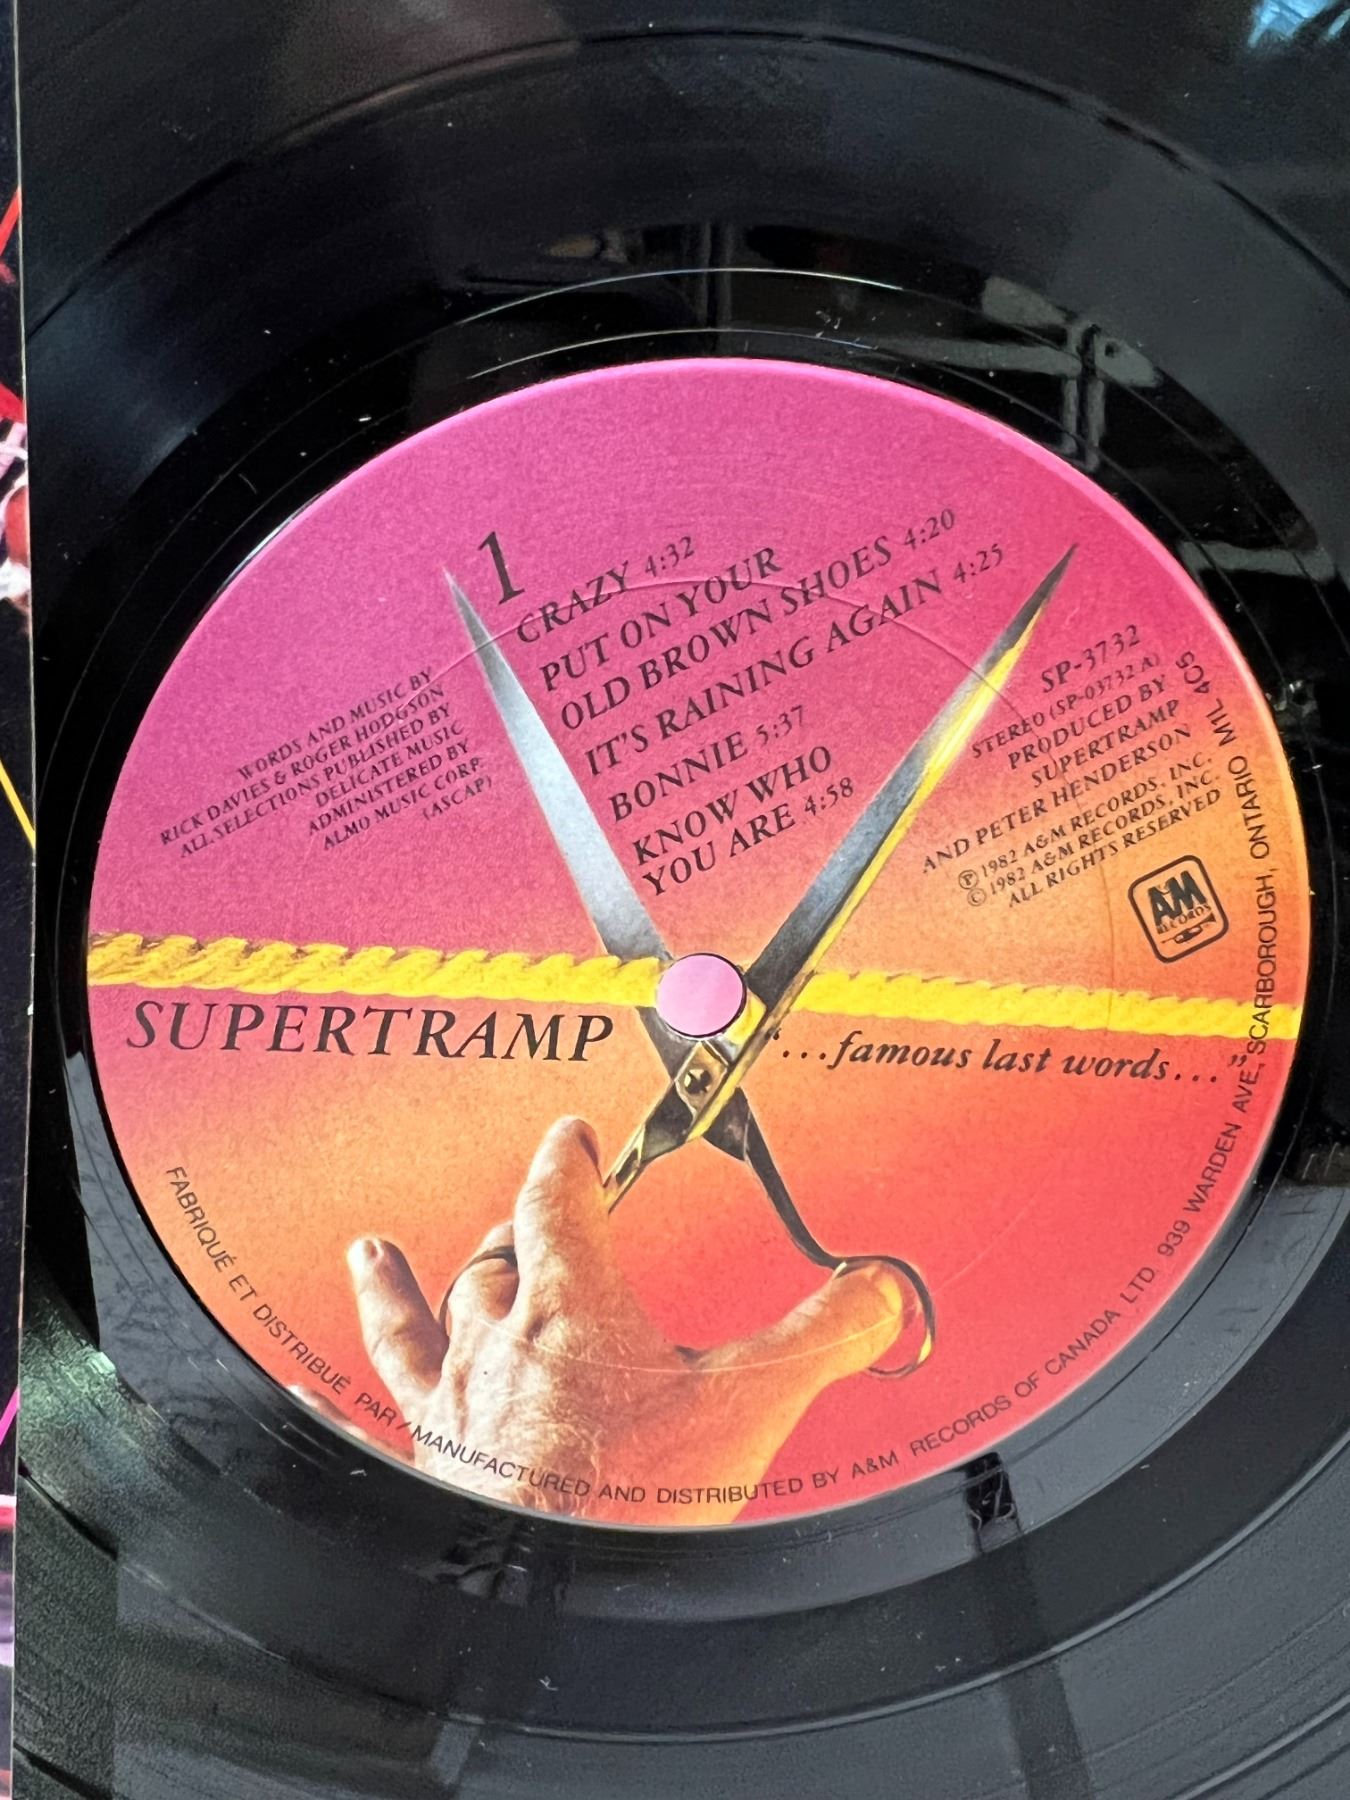 1
CRAZY 4:32
PUT ON YOUR
OLD BROWN SHOES 4:20
IT'S RAINING AGAIN 4:25
BONNIE 5:37
KNOW WHO
YOU ARE 4:58
WORDS AND MUSIC BY
RICK DAVIES & ROGER HODGSON
ALL SELECTIONS PUBLISHED BY
DELICATE MUSIC
ADMINISTERED BY
ALMO MUSIC CORP.
(ASCAP)
SP-3732
STEREO (SP-03732 A)
PRODUCED BY
SUPERTRAMP
AND PETER HENDERSON
℗ 1982 A&M RECORDS, INC.
© 1982 A&M RECORDS, INC.
ALL RIGHTS RESERVED
A&M
RECORDS
SUPERTRAMP
"...famous last words..."
FABRIQUÉ ET DISTRIBUÉ PAR / MANUFACTURED AND DISTRIBUTED BY A&M RECORDS OF CANADA LTD. 939 WARDEN AVE., SCARBOROUGH, ONTARIO M1L 4C5